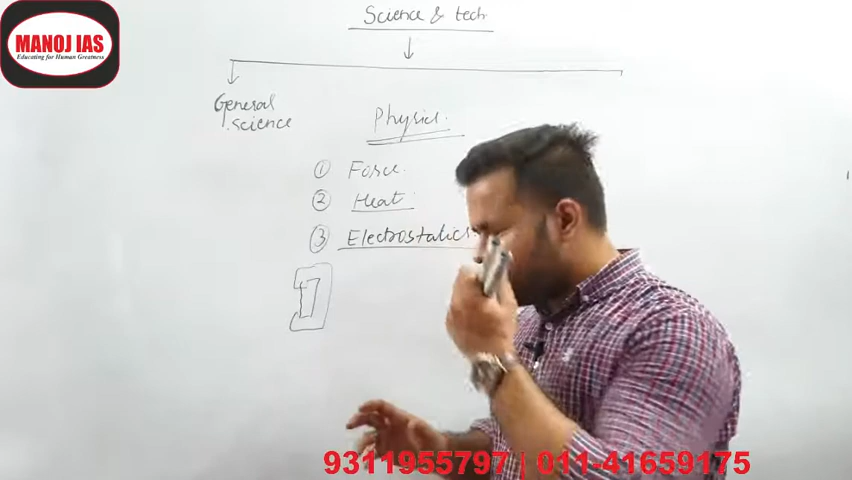 MANOJ IAS
Educating for Human Greatness
Science & tech.
General
science
Physics.
① Force.
② Heat
③ Electrostatics.
9311955797 | 011-41659175